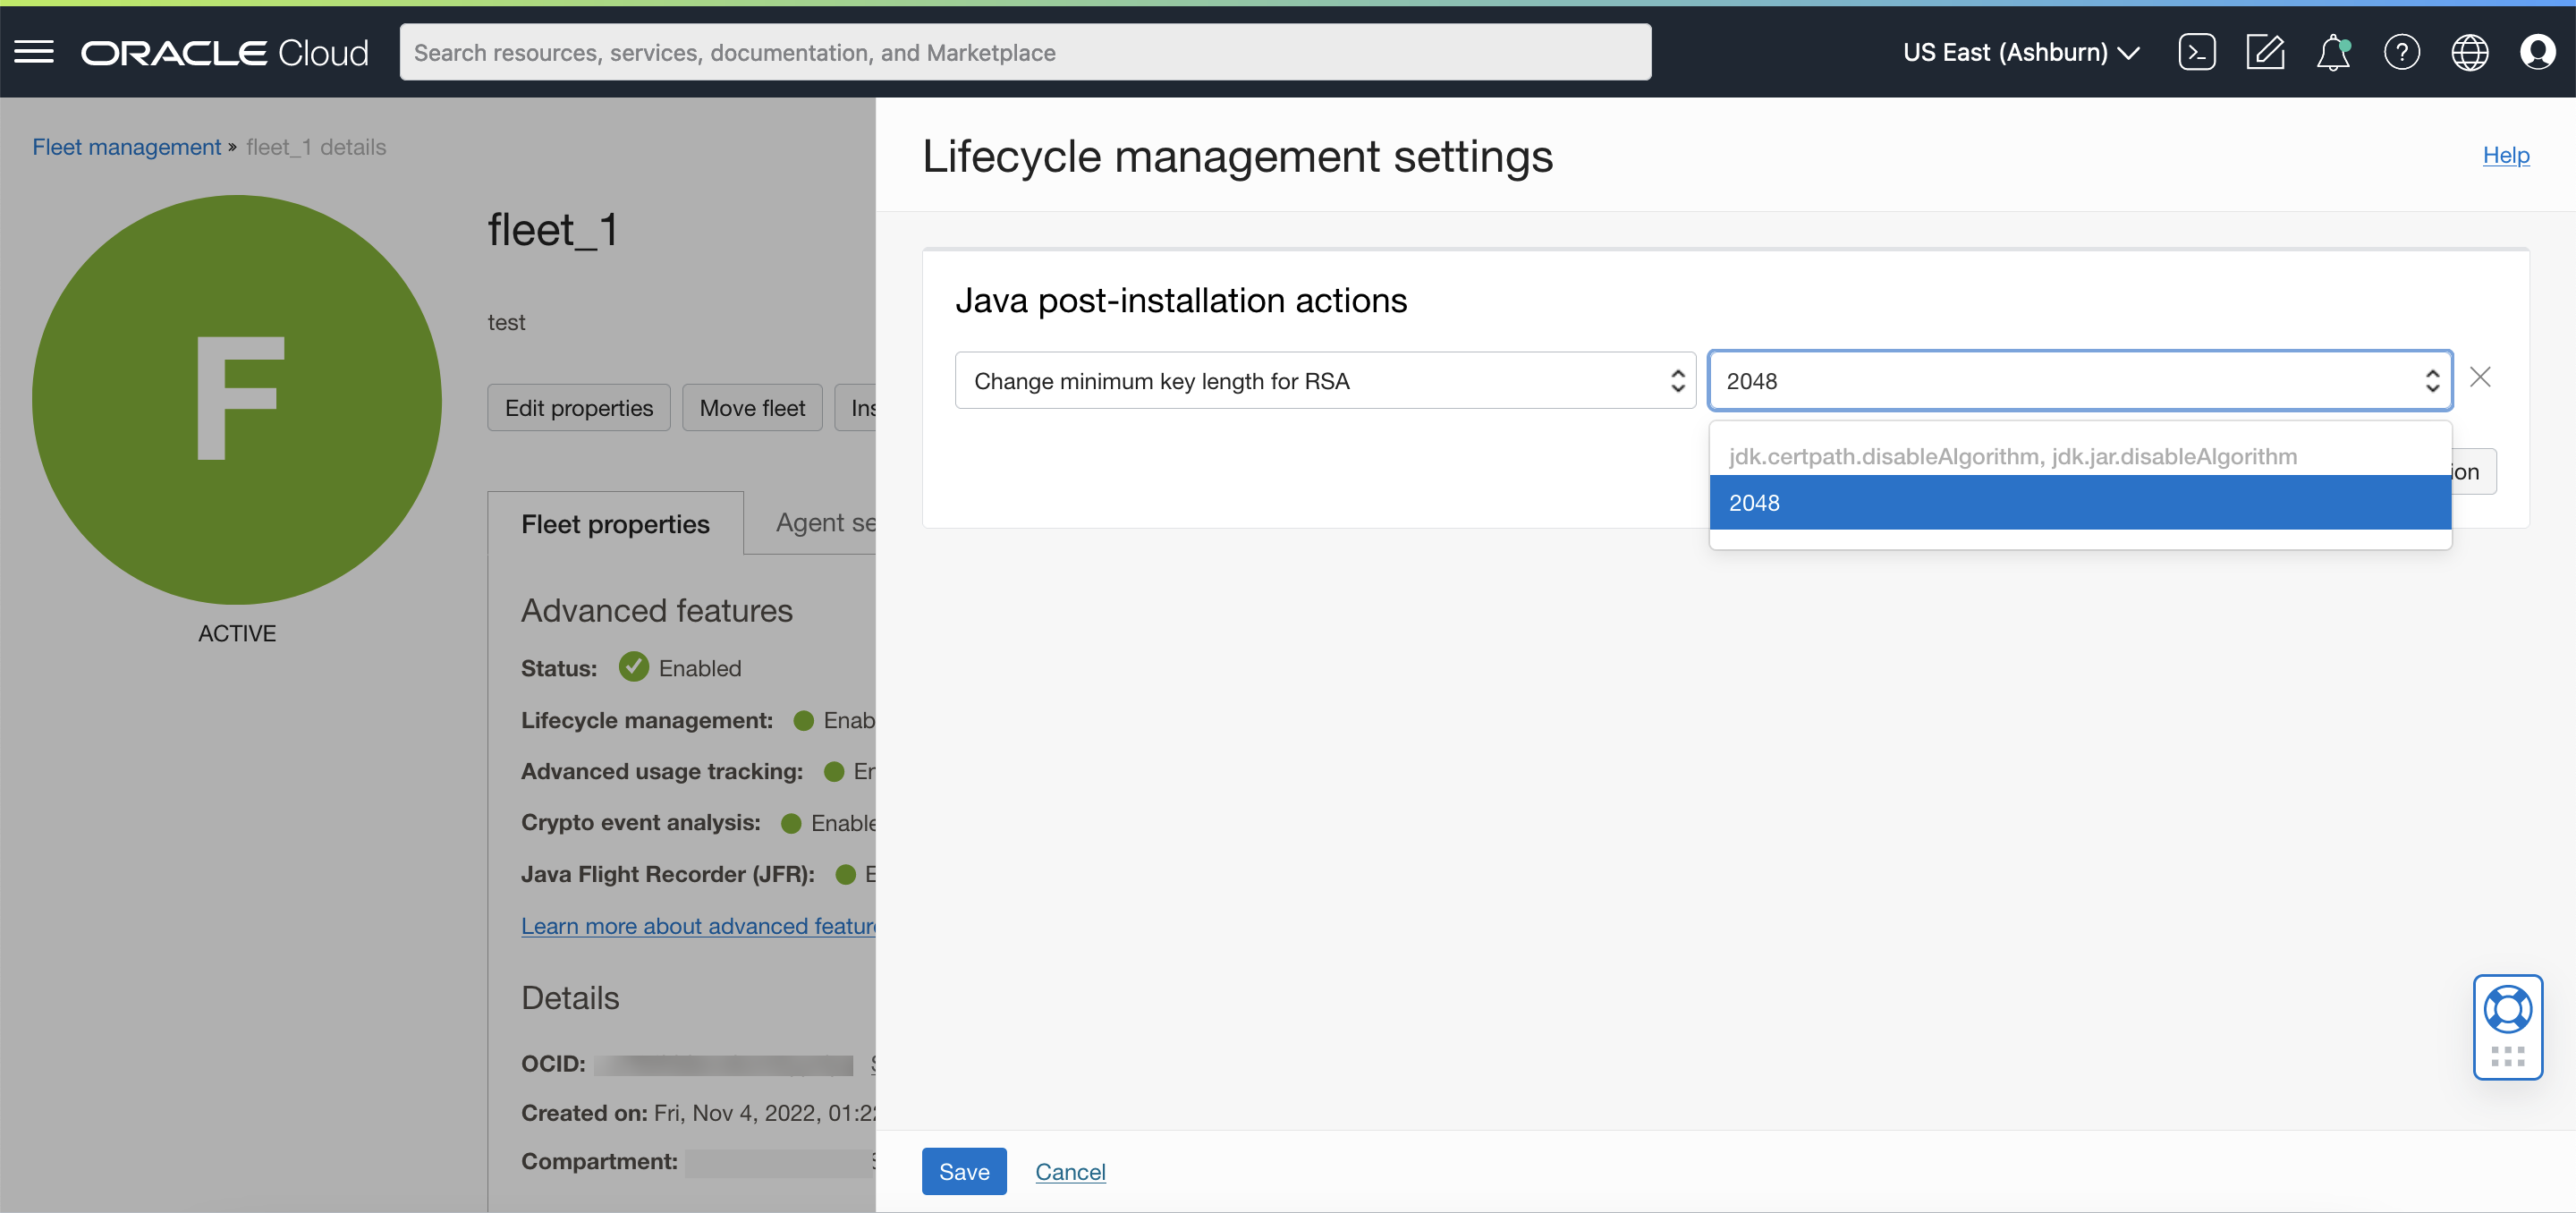 ORACLE Cloud
Search resources, services, documentation, and Marketplace
US East (Ashburn)
Fleet management » fleet_1 details
F
ACTIVE
fleet_1
test
Edit properties
Move fleet
Ins
Fleet properties
Agent se
Advanced features
Status: Enabled
Lifecycle management: Enab
Advanced usage tracking: En
Crypto event analysis: Enable
Java Flight Recorder (JFR): E
Learn more about advanced featur
Details
OCID:
Created on: Fri, Nov 4, 2022, 01:22
Compartment:
Lifecycle management settings
Help
Java post-installation actions
Change minimum key length for RSA
2048
jdk.certpath.disableAlgorithm, jdk.jar.disableAlgorithm
2048
ion
Save
Cancel